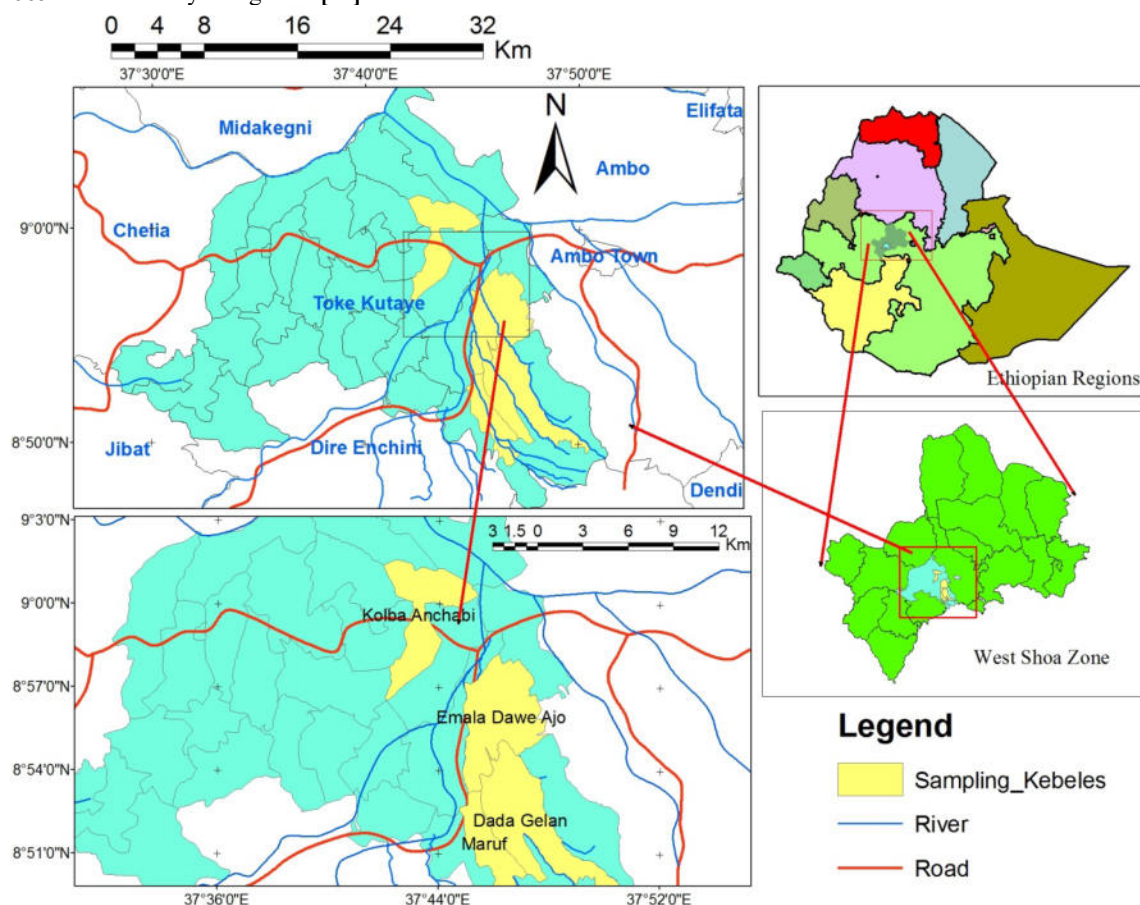 0 4 8 16 24 32
Km
37°30'0"E 37°40'0"E 37°50'0"E
N
Midakegni
Elifata
Ambo
9°0'0"N
Chelia
Ambo Town
Toke Kutaye
8°50'0"N
Jibat
Dire Enchini
Dendi
Ethiopian Regions
West Shoa Zone
9°3'0"N
3 1.5 0 3 6 9 12
Km
9°0'0"N
Kolba Anchabi
8°57'0"N
Emala Dawe Ajo
8°54'0"N
Dada Gelan
Maruf
8°51'0"N
37°36'0"E 37°44'0"E 37°52'0"E
Legend
Sampling_Kebeles
River
Road